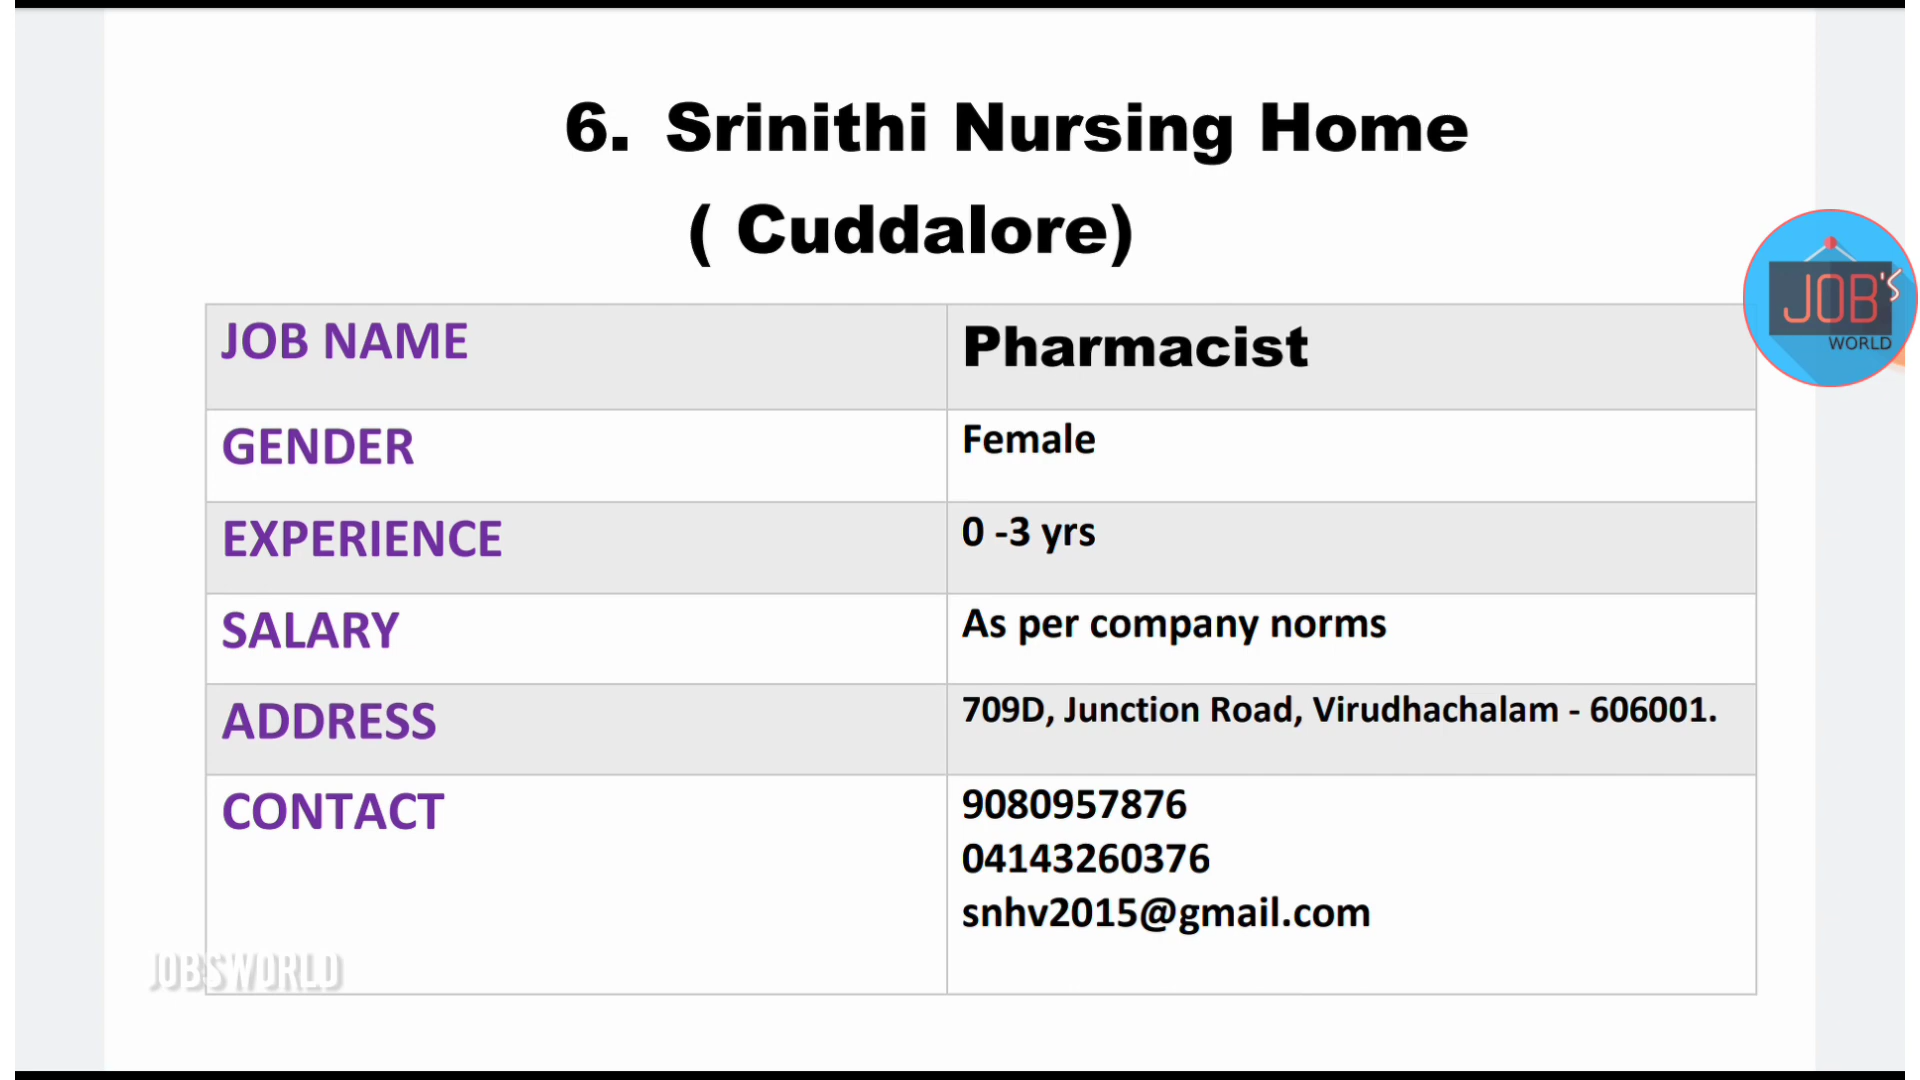 6. Srinithi Nursing Home
( Cuddalore)
JOB'S
WORLD
JOB NAME Pharmacist
GENDER Female
EXPERIENCE 0 -3 yrs
SALARY As per company norms
ADDRESS 709D, Junction Road, Virudhachalam - 606001.
CONTACT 9080957876
04143260376
snhv2015@gmail.com
JOBSWORLD